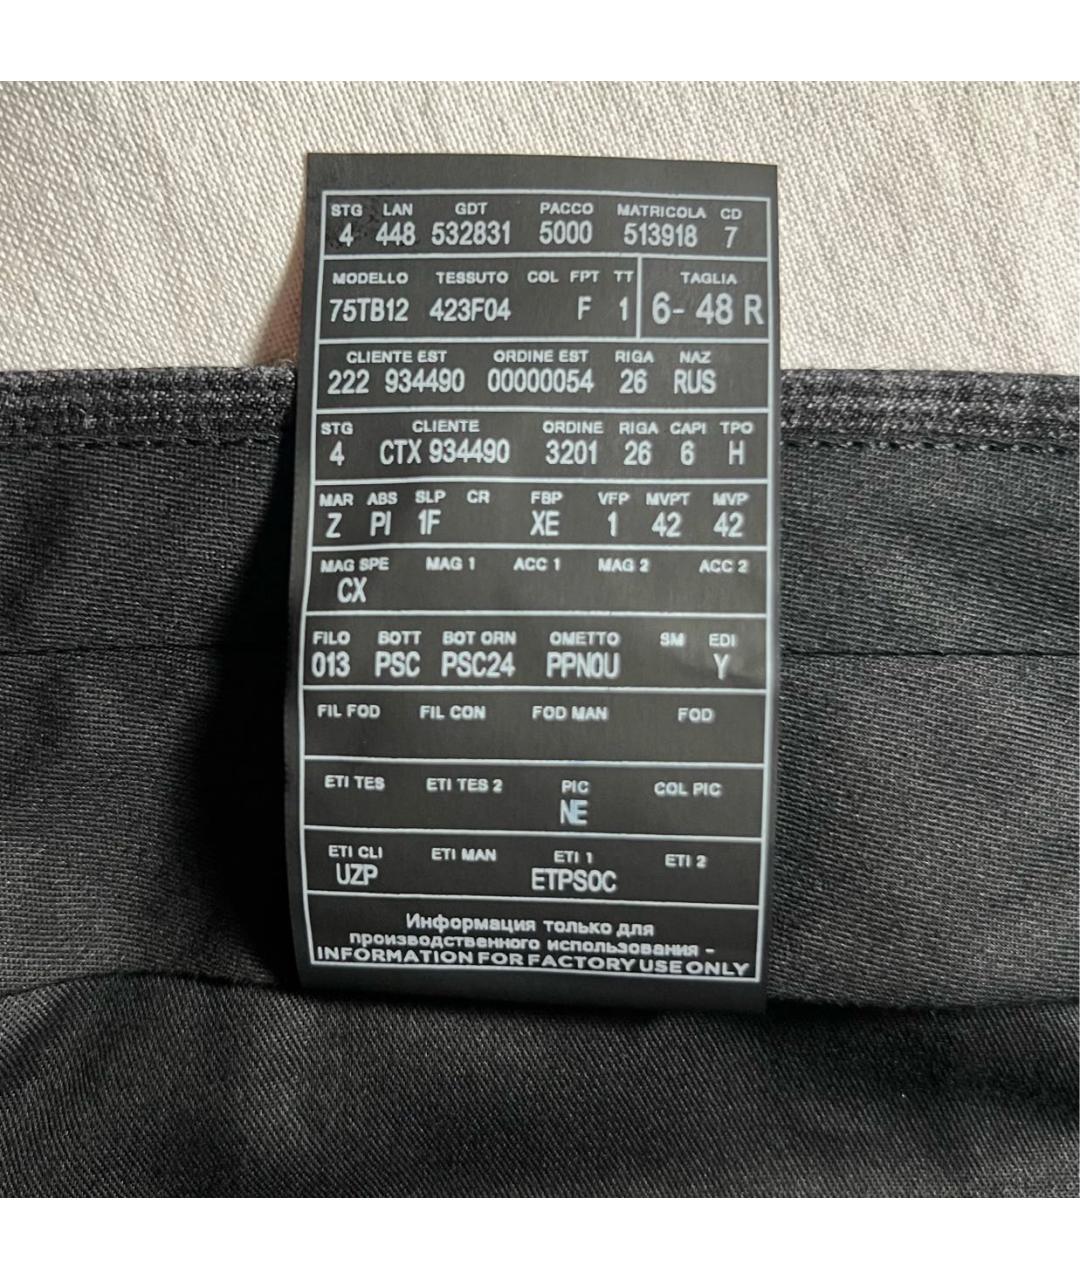 STG LAN GDT PACCO MATRICOLA CD
4 448 532831 5000 513918 7
MODELLO TESSUTO COL FPT TT TAGLIA
75TB12 423F04 F 1 6- 48 R
CLIENTE EST ORDINE EST RIGA NAZ
222 934490 00000054 26 RUS
STG CLIENTE ORDINE RIGA CAPI TPO
4 CTX 934490 3201 26 6 H
MAR ABS SLP CR FBP VFP MVPT MVP
Z PI 1F XE 1 42 42
MAG SPE MAG 1 ACC 1 MAG 2 ACC 2
CX
FILO BOTT BOT ORN OMETTO SM EDI
013 PSC PSC24 PPN0U Y
FIL FOD FIL CON FOD MAN FOD
ETI TES ETI TES 2 PIC COL PIC
NE
ETI CLI ETI MAN ETI 1 ETI 2
UZP ETPSOC
Информация только для
производственного использования -
INFORMATION FOR FACTORY USE ONLY